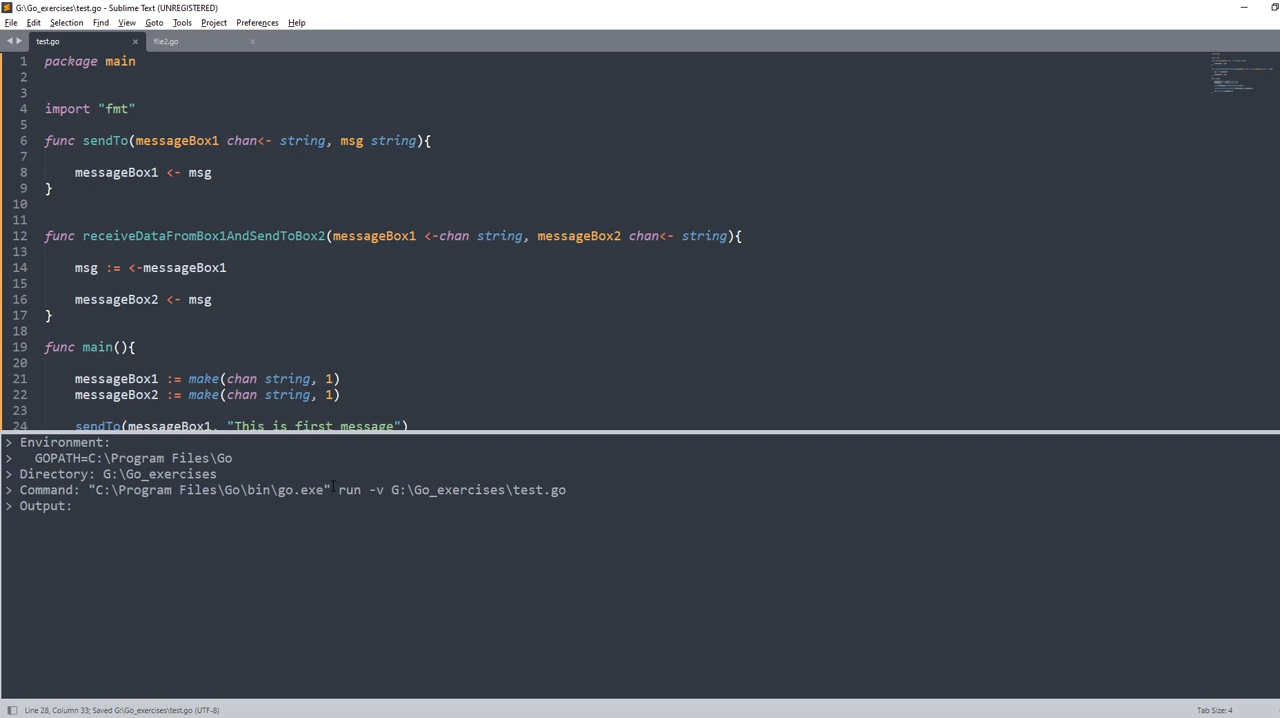 G:\Go_exercises\test.go - Sublime Text (UNREGISTERED)
File Edit Selection Find View Goto Tools Project Preferences Help
test.go file2.go
1 package main
2
3
4 import "fmt"
5
6 func sendTo(messageBox1 chan<- string, msg string){
7
8 messageBox1 <- msg
9 }
10
11
12 func receiveDataFromBox1AndSendToBox2(messageBox1 <-chan string, messageBox2 chan<- string){
13
14 msg := <-messageBox1
15
16 messageBox2 <- msg
17 }
18
19 func main(){
20
21 messageBox1 := make(chan string, 1)
22 messageBox2 := make(chan string, 1)
23
24 sendTo(messageBox1, "This is first message")
> Environment:
> GOPATH=C:\Program Files\Go
> Directory: G:\Go_exercises
> Command: "C:\Program Files\Go\bin\go.exe" run -v G:\Go_exercises\test.go
> Output:
Line 28, Column 33; Saved G:\Go_exercises\test.go (UTF-8) Tab Size: 4